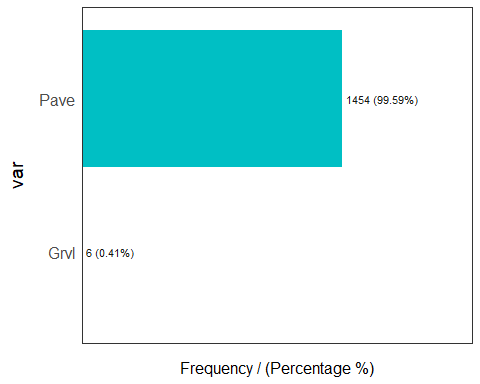 Pave
1454 (99.59%)
var
Grvl
6 (0.41%)
Frequency / (Percentage %)